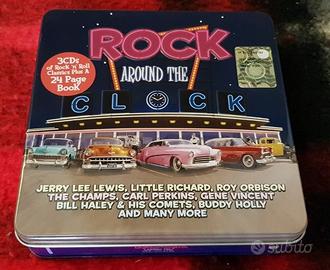 ROCK
AROUND THE
CLOCK
3CDs
of Rock 'n' Roll
Classics Plus A
24 Page
Book
JERRY LEE LEWIS, LITTLE RICHARD, ROY ORBISON
THE CHAMPS, CARL PERKINS, GENE VINCENT
BILL HALEY & HIS COMETS, BUDDY HOLLY
AND MANY MORE
subito